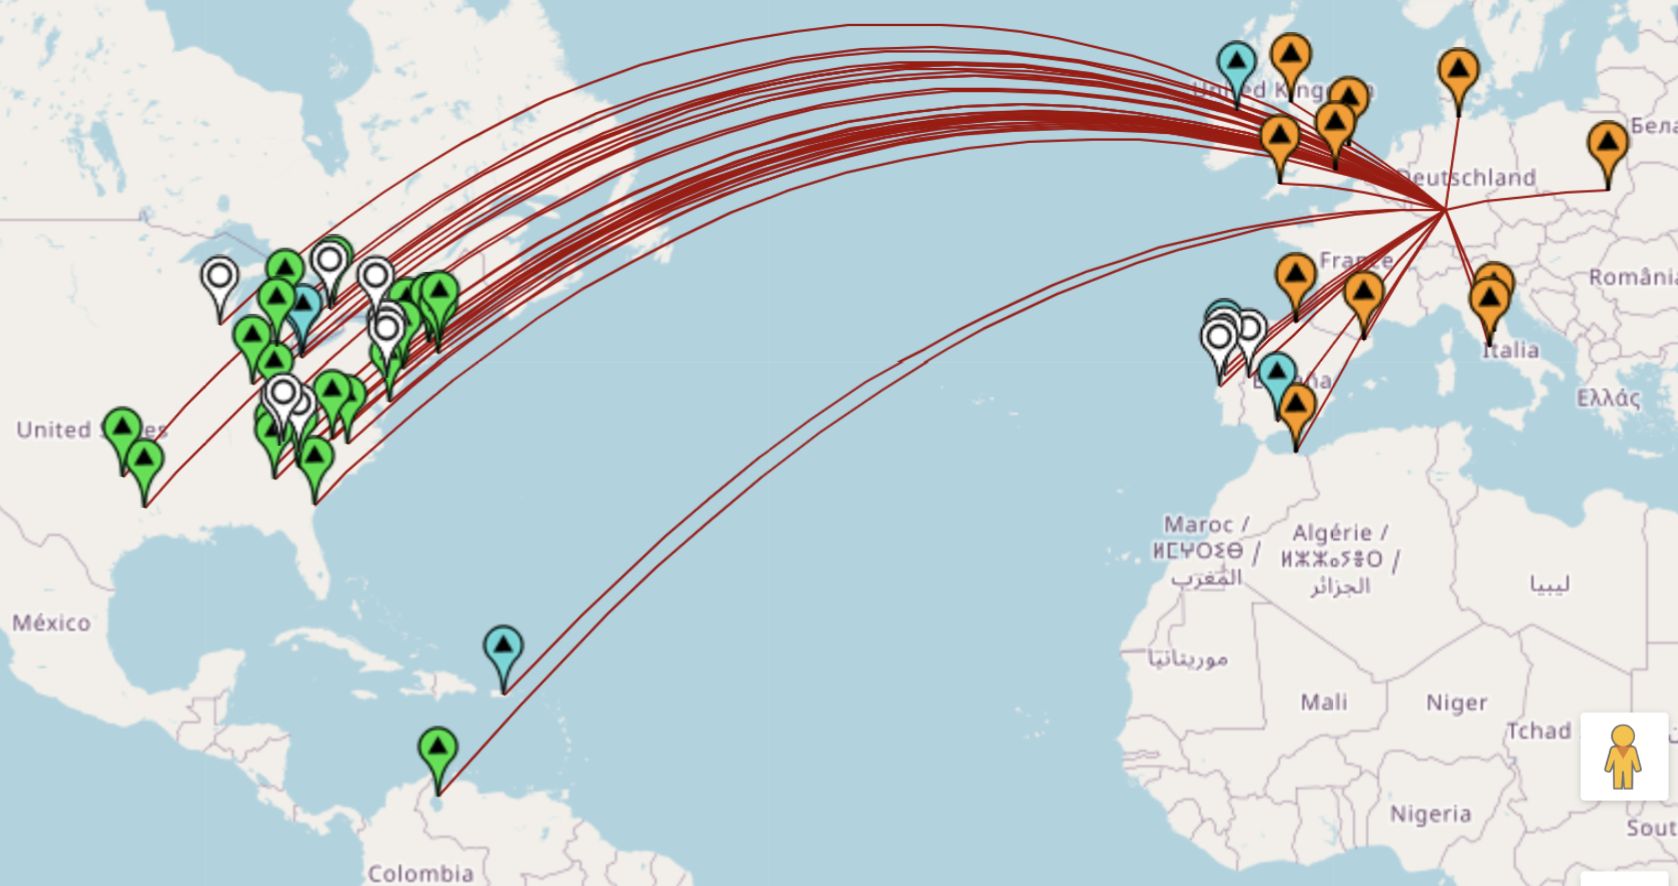 United Kingdom
Бела
Deutschland
France
România
Italia
España
Ελλάς
United States
México
Maroc /
ⵍⵎⵖⵔⵉⴱ /
المغرب
Algérie /
ⵍⵣⵣⴰⵢⴻⵔ /
الجزائر
ليبيا
موريتانيا
Mali
Niger
Tchad
Nigeria
Sout
Colombia